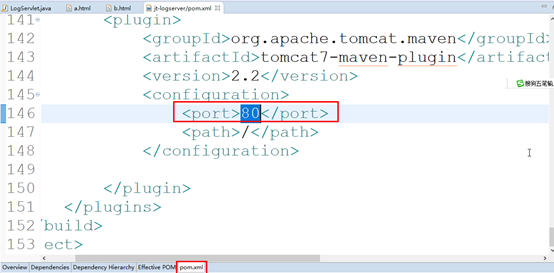 LogServlet.java a.html b.html jt-logserver/pom.xml
141 <plugin>
142 <groupId>org.apache.tomcat.maven</groupId>
143 <artifactId>tomcat7-maven-plugin</artifact
144 <version>2.2</version>
145 <configuration>
146 <port>80</port>
147 <path>/</path>
148 </configuration>
149
150 </plugin>
151 </plugins>
152 build>
153 ect>
Overview Dependencies Dependency Hierarchy Effective POM pom.xml